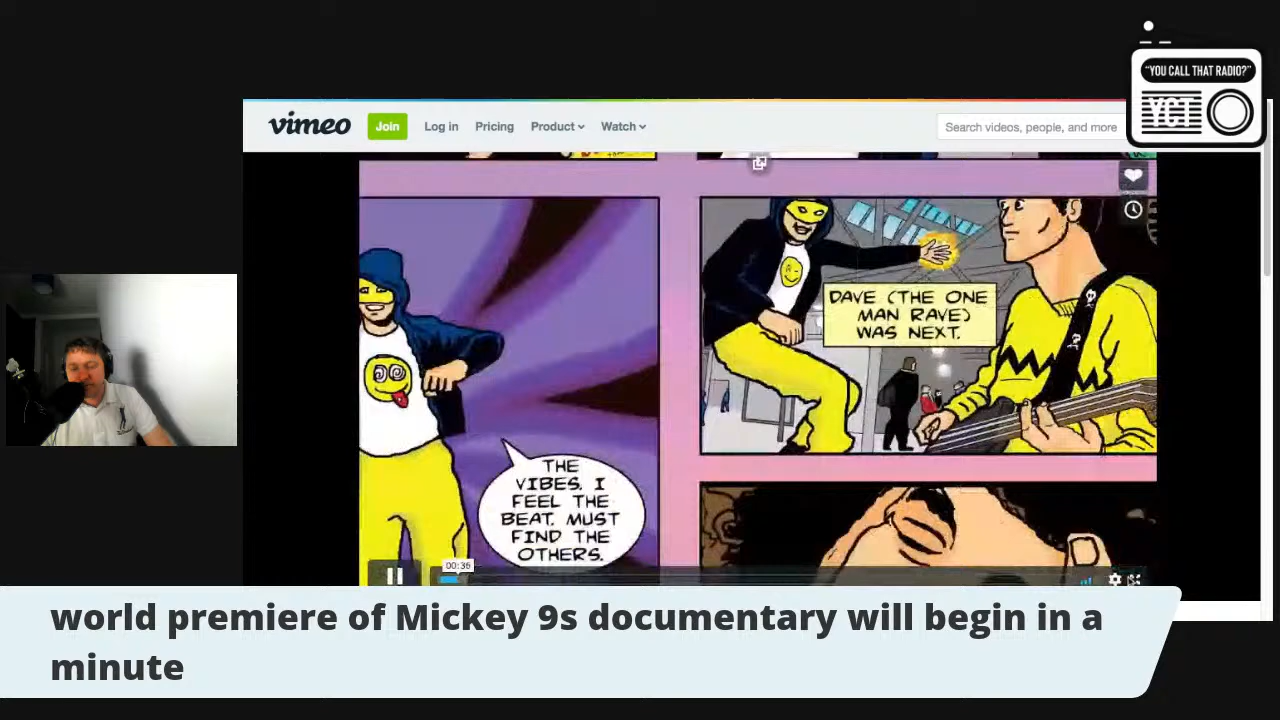 "YOU CALL THAT RADIO?"
YCT
vimeo
Join
Log in
Pricing
Product
Watch
Search videos, people, and more
DAVE (THE ONE
MAN RAVE)
WAS NEXT.
THE
VIBES. I
FEEL THE
BEAT. MUST
FIND THE
OTHERS.
00:36
world premiere of Mickey 9s documentary will begin in a
minute